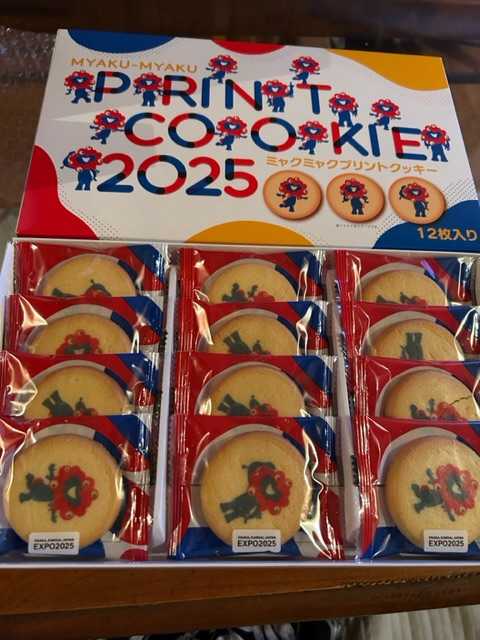 MYAKU-MYAKU
PRINT
COOKIE
2025
ミャクミャクプリントクッキー
12枚入り
OSAKA, KANSAI, JAPAN
EXPO2025
OSAKA, KANSAI, JAPAN
EXPO2025
OSAKA, KANSAI, JAPAN
EXPO2025